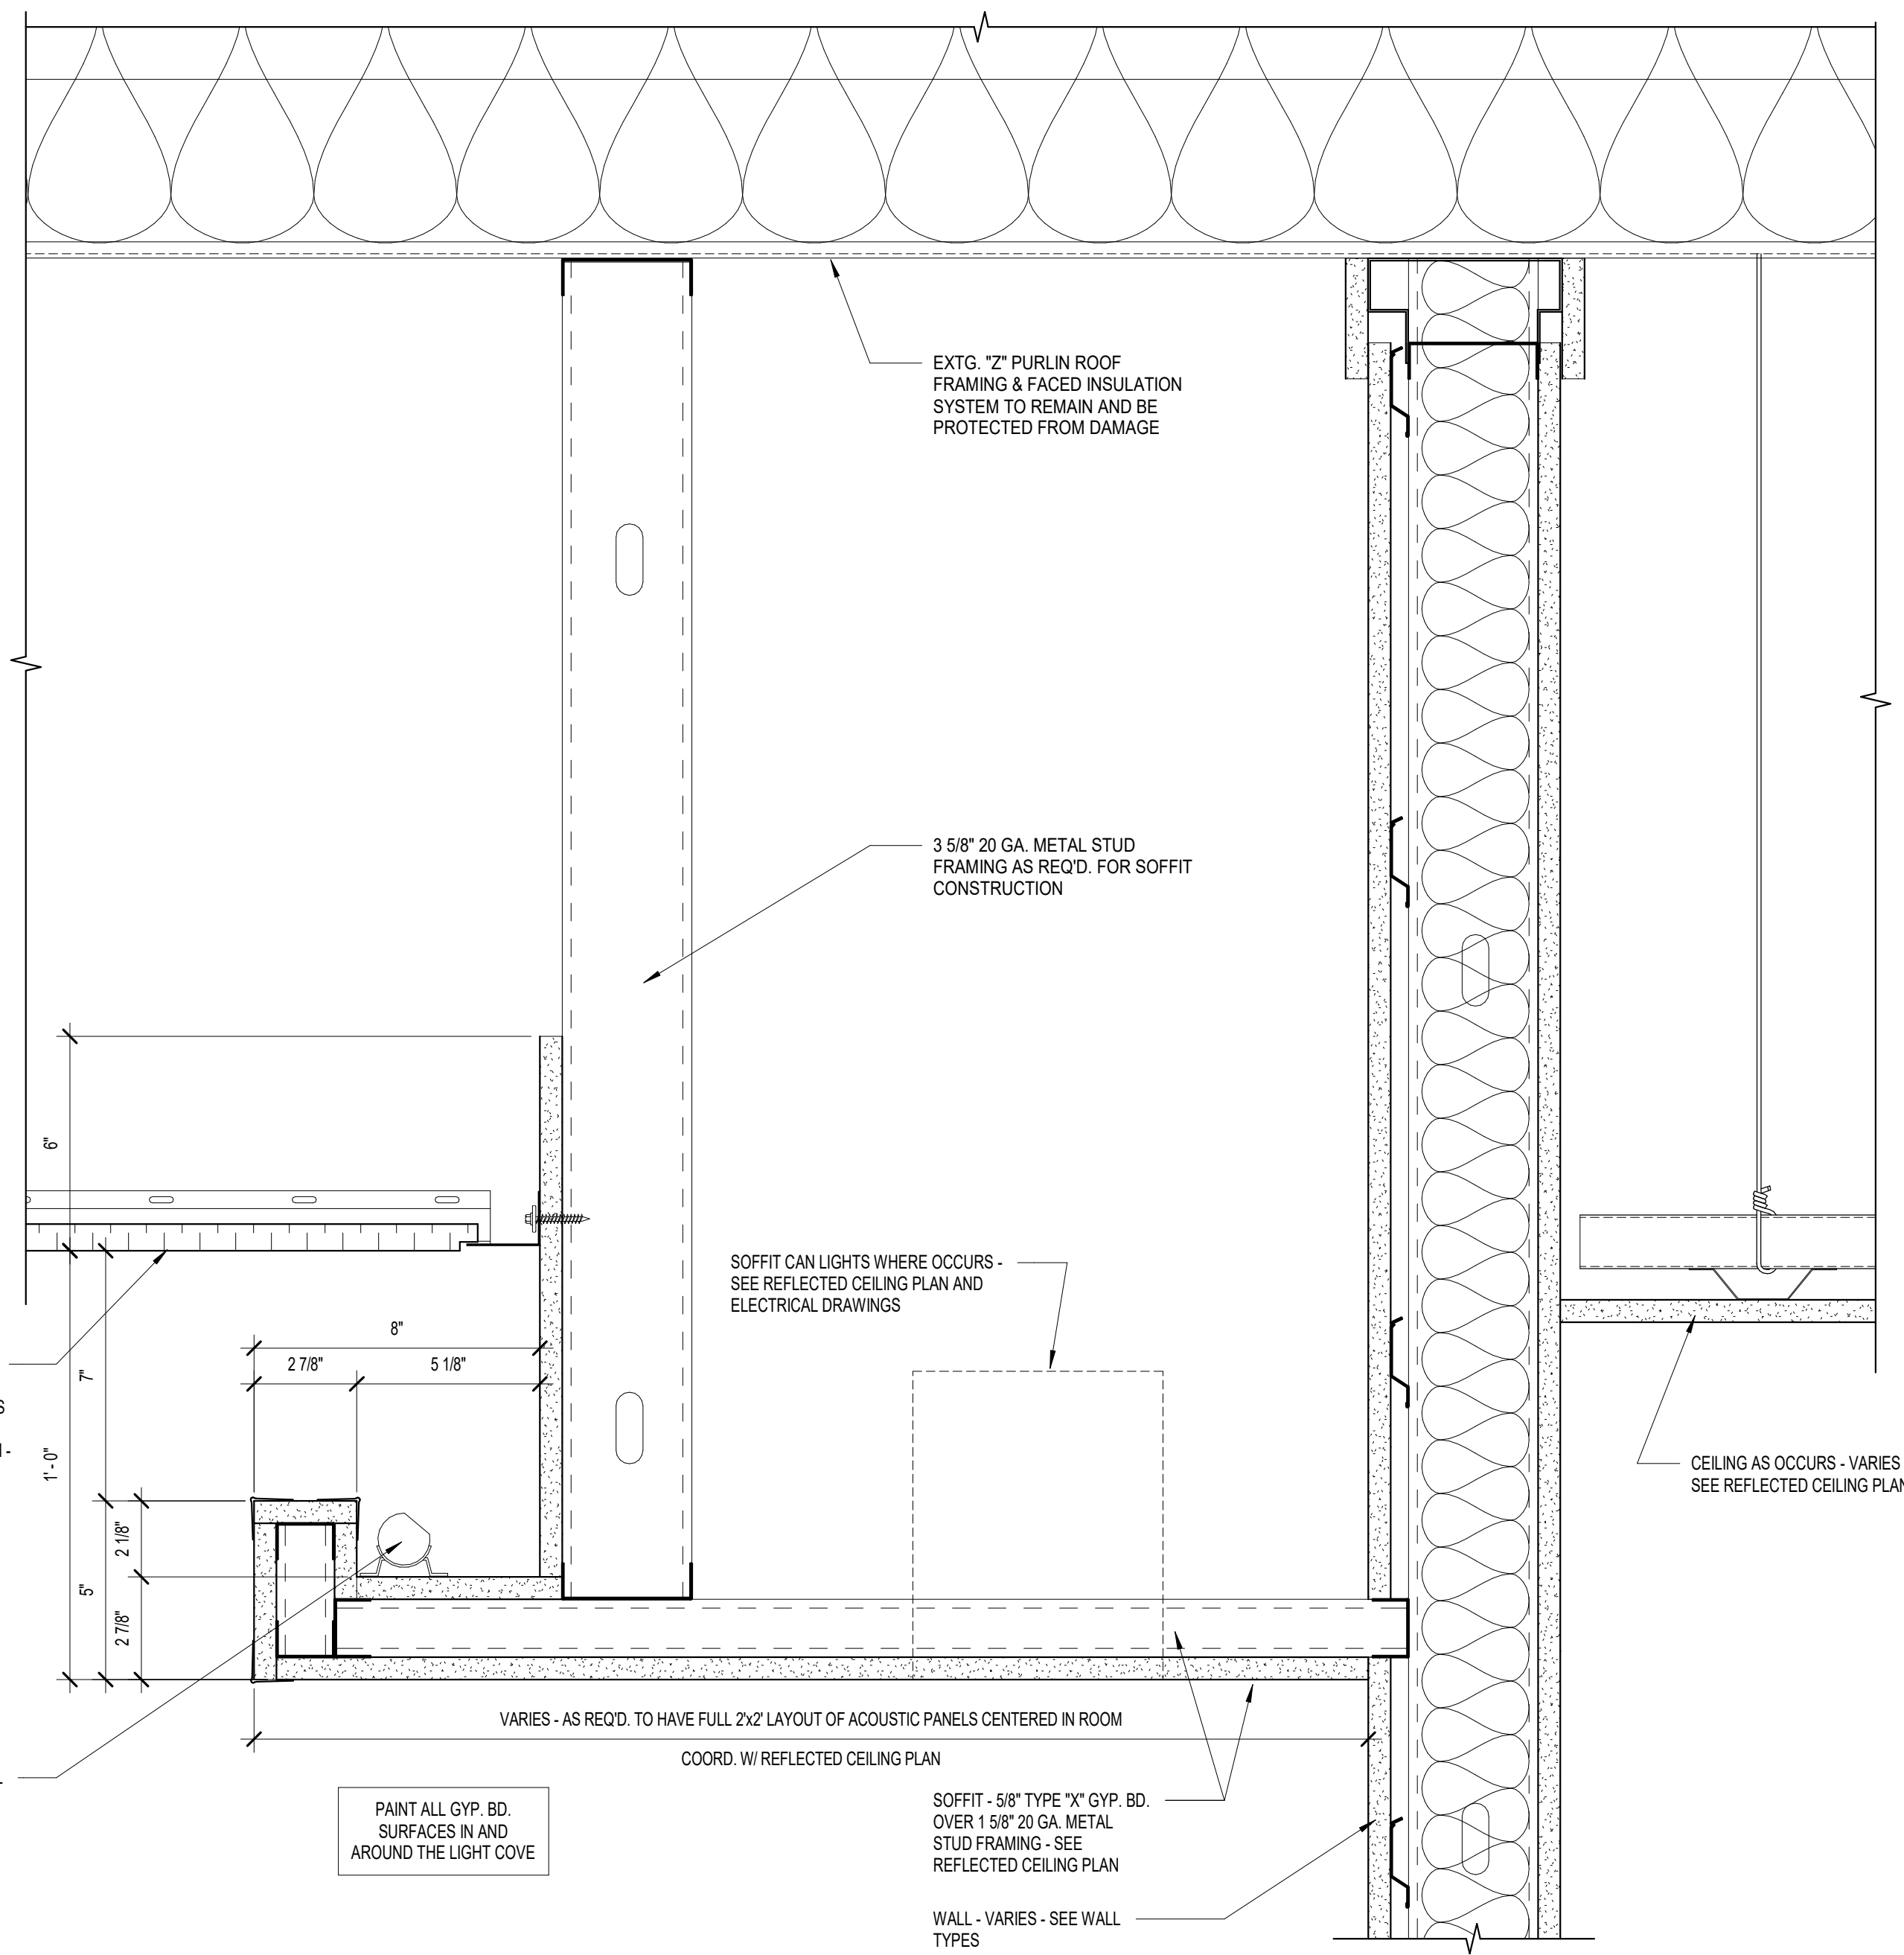 EXTG. "Z" PURLIN ROOF
FRAMING & FACED INSULATION
SYSTEM TO REMAIN AND BE
PROTECTED FROM DAMAGE
3 5/8" 20 GA. METAL STUD
FRAMING AS REQ'D. FOR SOFFIT
CONSTRUCTION
6"
SOFFIT CAN LIGHTS WHERE OCCURS -
SEE REFLECTED CEILING PLAN AND
ELECTRICAL DRAWINGS
8"
2 7/8"
5 1/8"
7"
S
-
1' - 0"
CEILING AS OCCURS - VARIES
SEE REFLECTED CEILING PLAN
2 1/8"
5"
2 7/8"
VARIES - AS REQ'D. TO HAVE FULL 2'x2' LAYOUT OF ACOUSTIC PANELS CENTERED IN ROOM
COORD. W/ REFLECTED CEILING PLAN
PAINT ALL GYP. BD.
SURFACES IN AND
AROUND THE LIGHT COVE
SOFFIT - 5/8" TYPE "X" GYP. BD.
OVER 1 5/8" 20 GA. METAL
STUD FRAMING - SEE
REFLECTED CEILING PLAN
WALL - VARIES - SEE WALL
TYPES